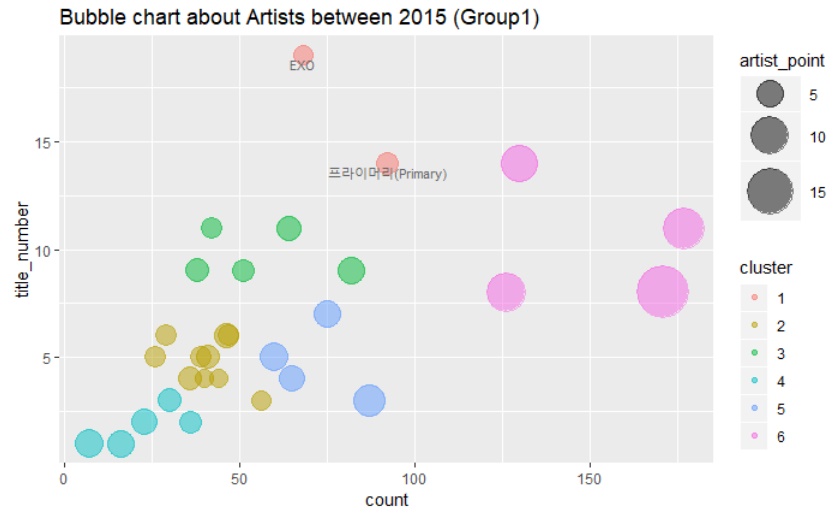 Bubble chart about Artists between 2015 (Group1)
EXO
프라이머리(Primary)
15
10
5
title_number
0
50
100
150
count
artist_point
5
10
15
cluster
1
2
3
4
5
6